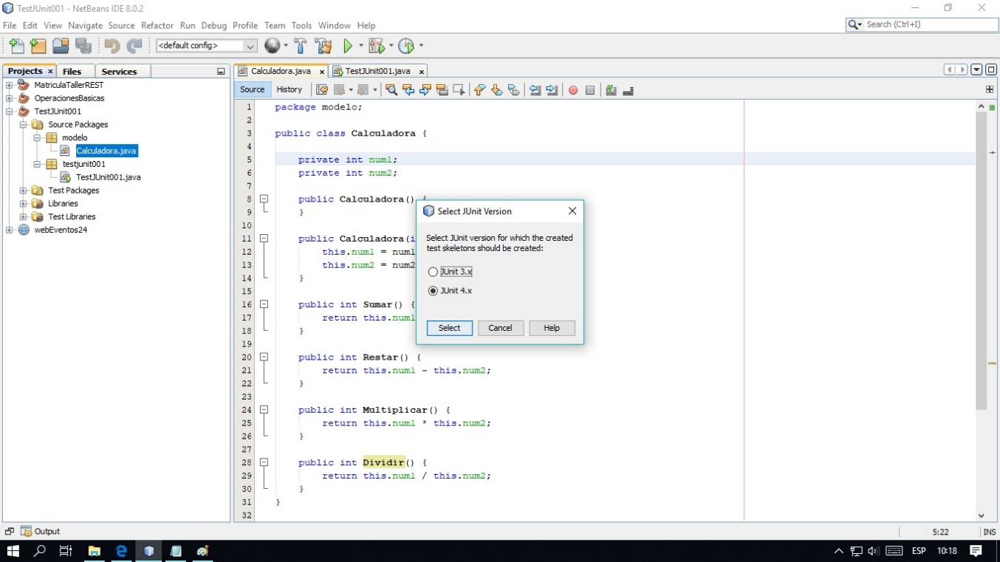 TestJUnit001 - NetBeans IDE 8.0.2
File Edit View Navigate Source Refactor Run Debug Profile Team Tools Window Help
Search (Ctrl+I)
<default config>
Projects × Files Services
MatriculaTallerREST
OperacionesBasicas
TestJUnit001
Source Packages
modelo
Calculadora.java
testjunit001
TestJUnit001.java
Test Packages
Libraries
Test Libraries
webEventos24
Calculadora.java × TestJUnit001.java ×
Source History
1 package modelo;
2
3 public class Calculadora {
4
5 private int num1;
6 private int num2;
7
8 public Calculadora() {
9 }
10
11 public Calculadora(i
12 this.num1 = num1
13 this.num2 = num2
14 }
15
16 public int Sumar() {
17 return this.num1
18 }
19
20 public int Restar() {
21 return this.num1 - this.num2;
22 }
23
24 public int Multiplicar() {
25 return this.num1 * this.num2;
26 }
27
28 public int Dividir() {
29 return this.num1 / this.num2;
30 }
31 }
32
Select JUnit Version
Select JUnit version for which the created
test skeletons should be created:
JUnit 3.x
JUnit 4.x
Select Cancel Help
Output
5:22 INS
ESP 10:18